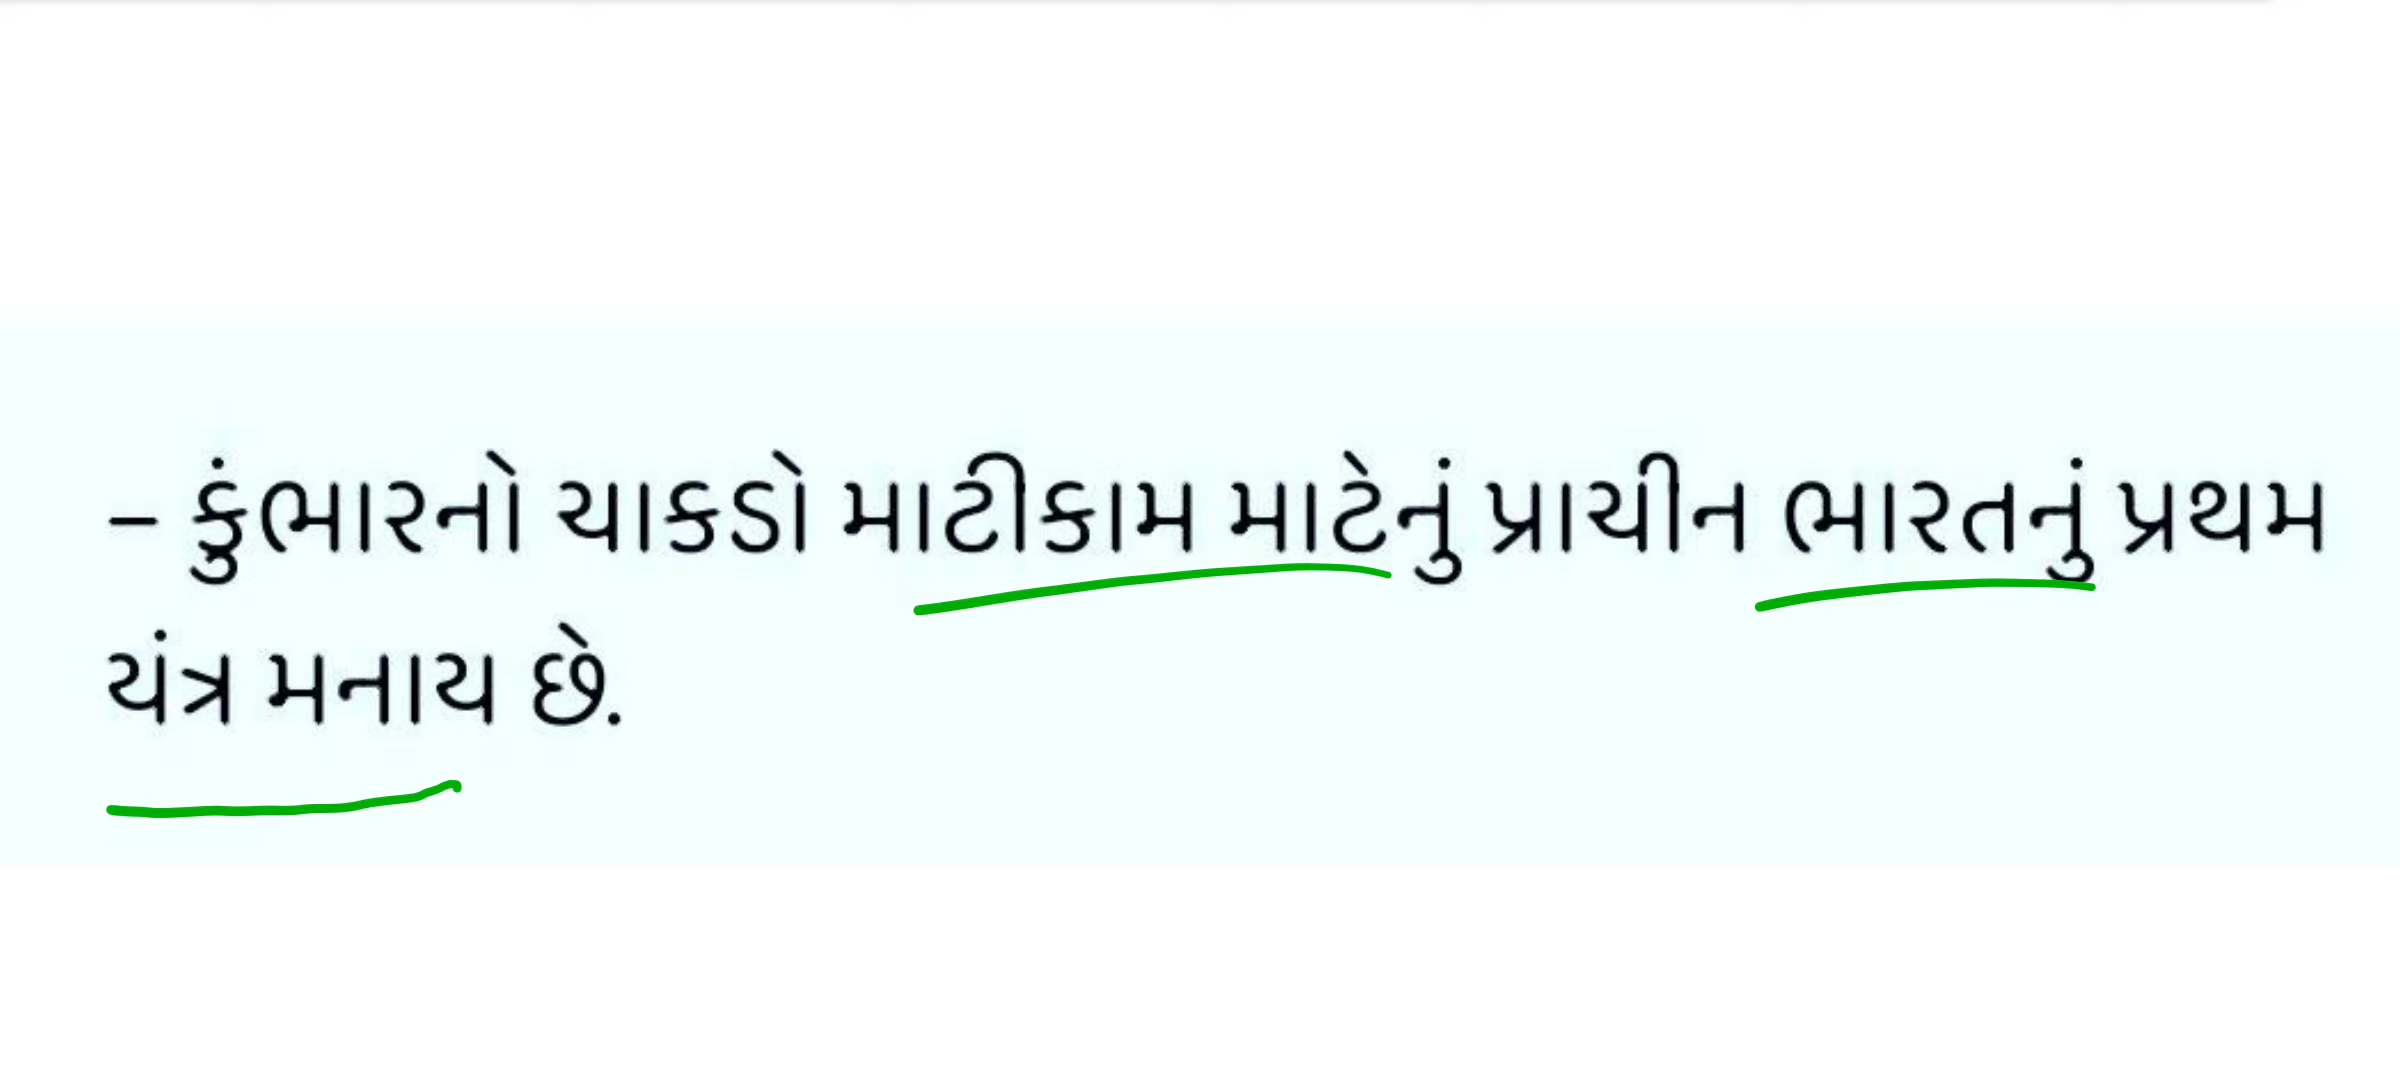 – કુંભારનો ચાકડો માટીકામ માટેનું પ્રાચીન ભારતનું પ્રથમ
યંત્ર મનાય છે.